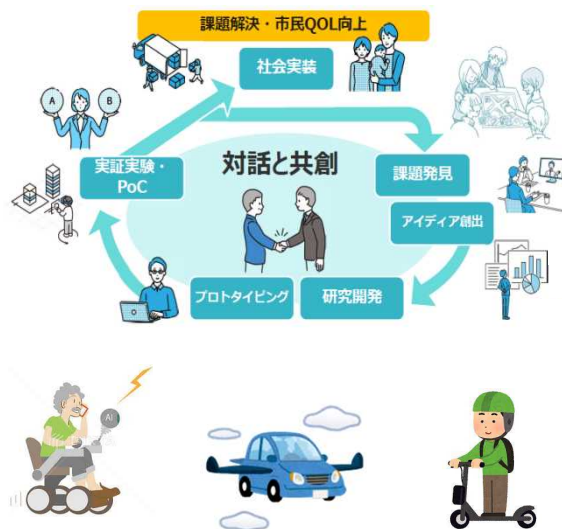 課題解決・市民QOL向上
社会実装
A
B
実証実験・
PoC
対話と共創
課題発見
アイディア創出
プロトタイピング
研究開発
AI